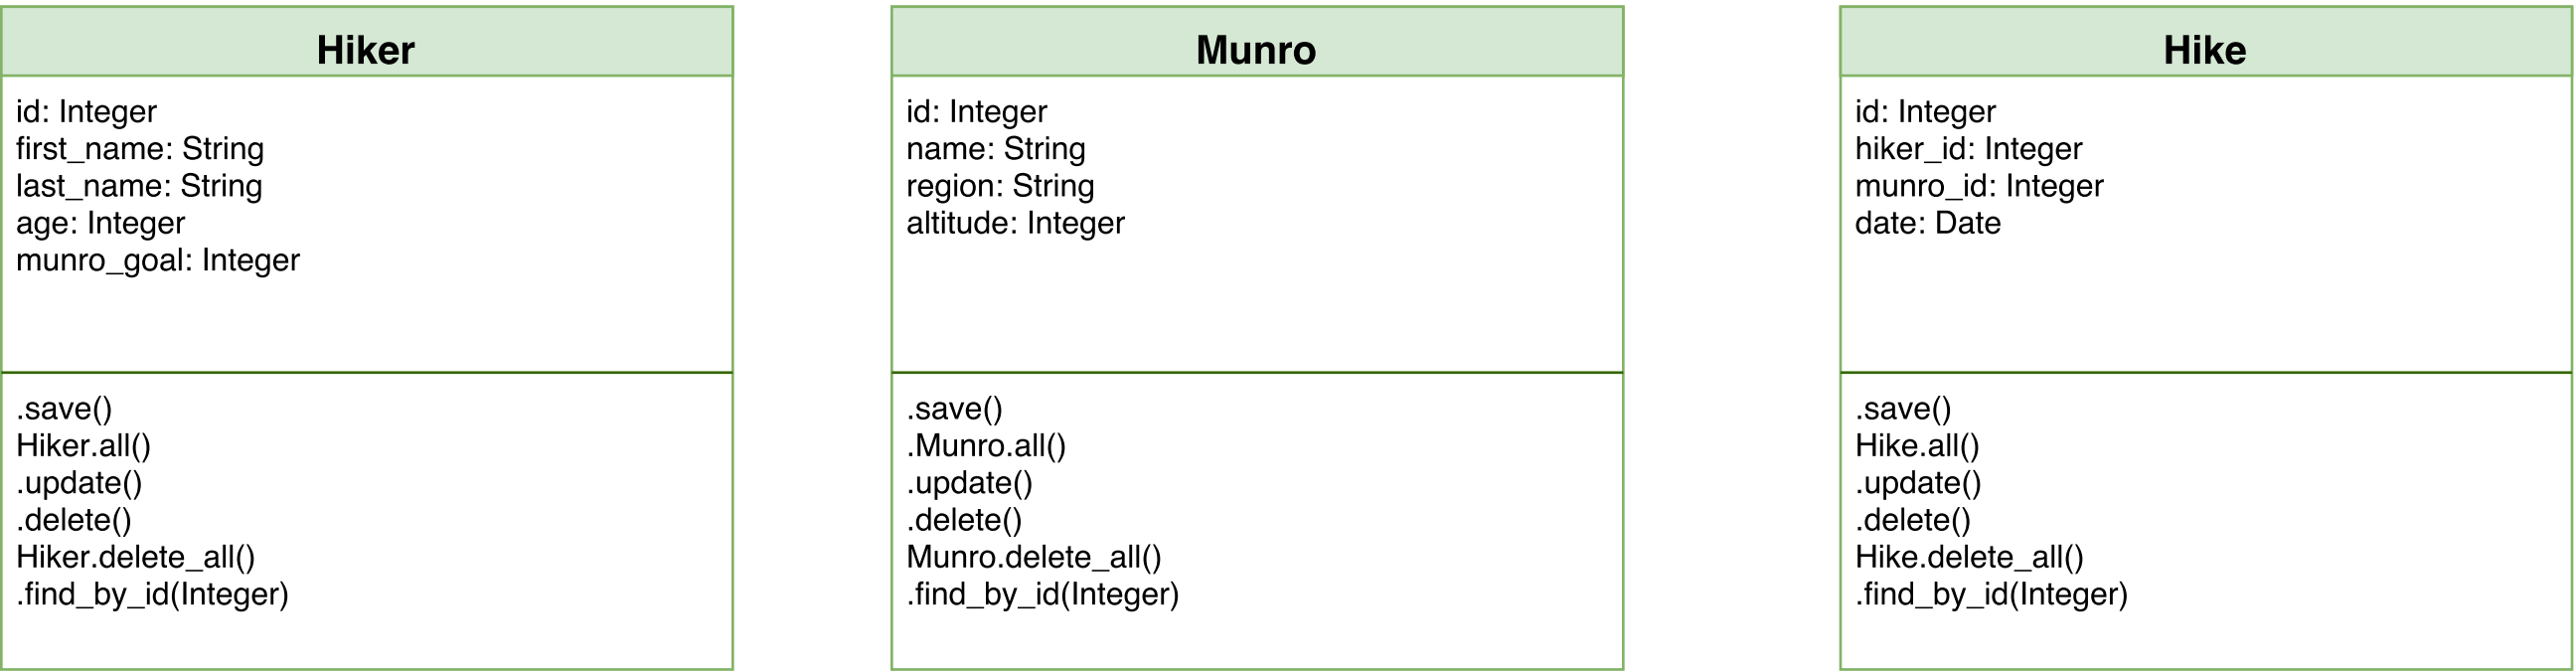 Hiker
id: Integer
first_name: String
last_name: String
age: Integer
munro_goal: Integer
.save()
Hiker.all()
.update()
.delete()
Hiker.delete_all()
.find_by_id(Integer)
Munro
id: Integer
name: String
region: String
altitude: Integer
.save()
.Munro.all()
.update()
.delete()
Munro.delete_all()
.find_by_id(Integer)
Hike
id: Integer
hiker_id: Integer
munro_id: Integer
date: Date
.save()
Hike.all()
.update()
.delete()
Hike.delete_all()
.find_by_id(Integer)